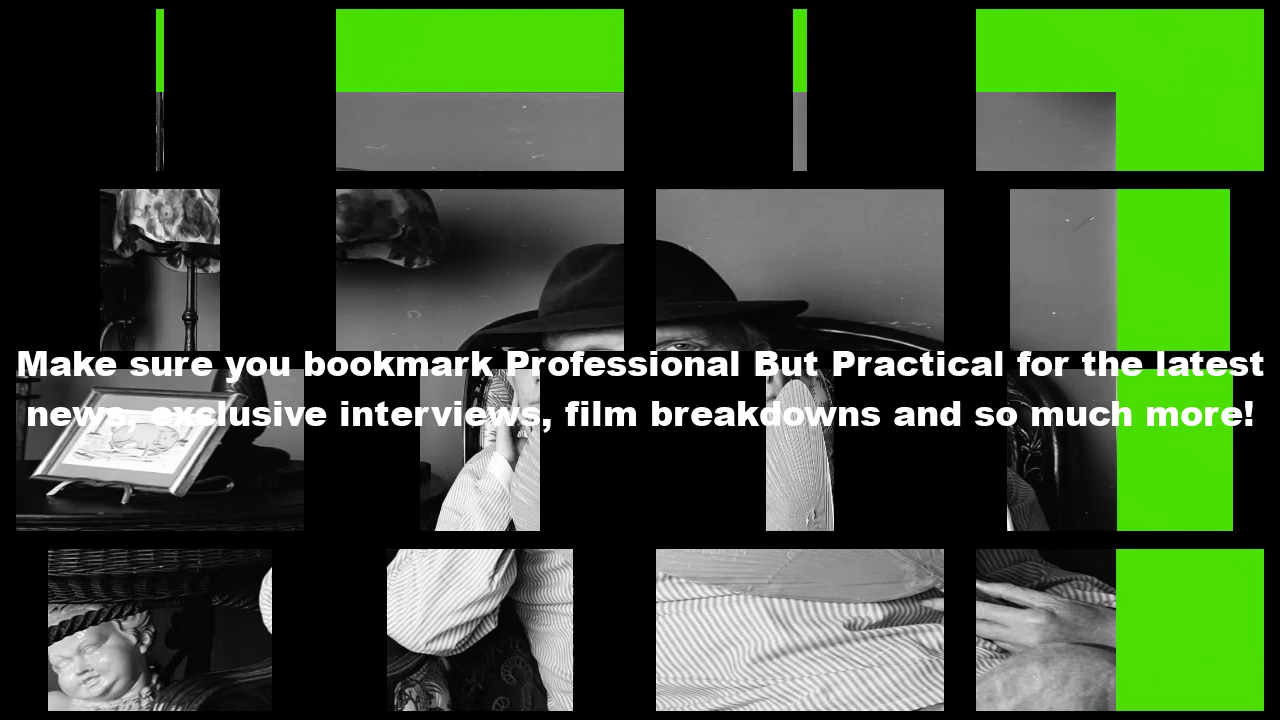 Make sure you bookmark Professional But Practical for the latest
news, exclusive interviews, film breakdowns and so much more!